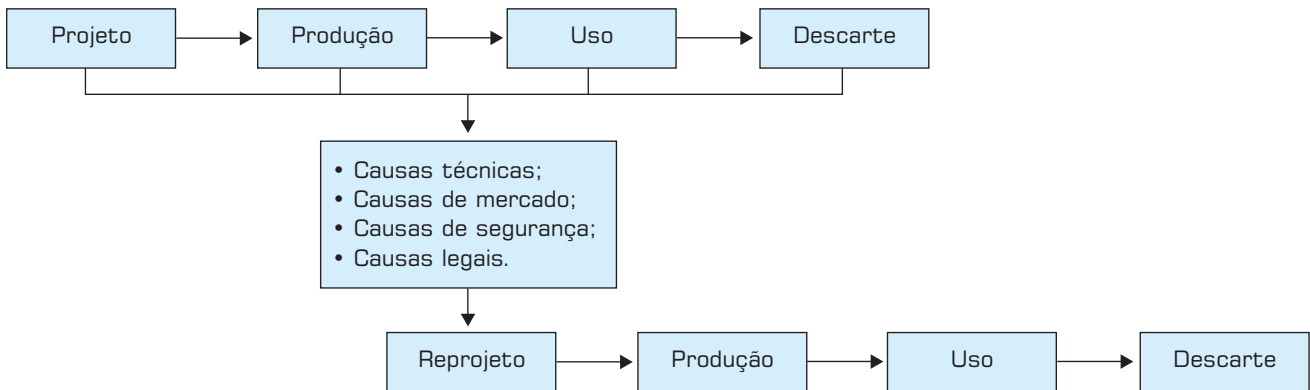 Projeto
Produção
Uso
Descarte
• Causas técnicas;
• Causas de mercado;
• Causas de segurança;
• Causas legais.
Reprojeto
Produção
Uso
Descarte